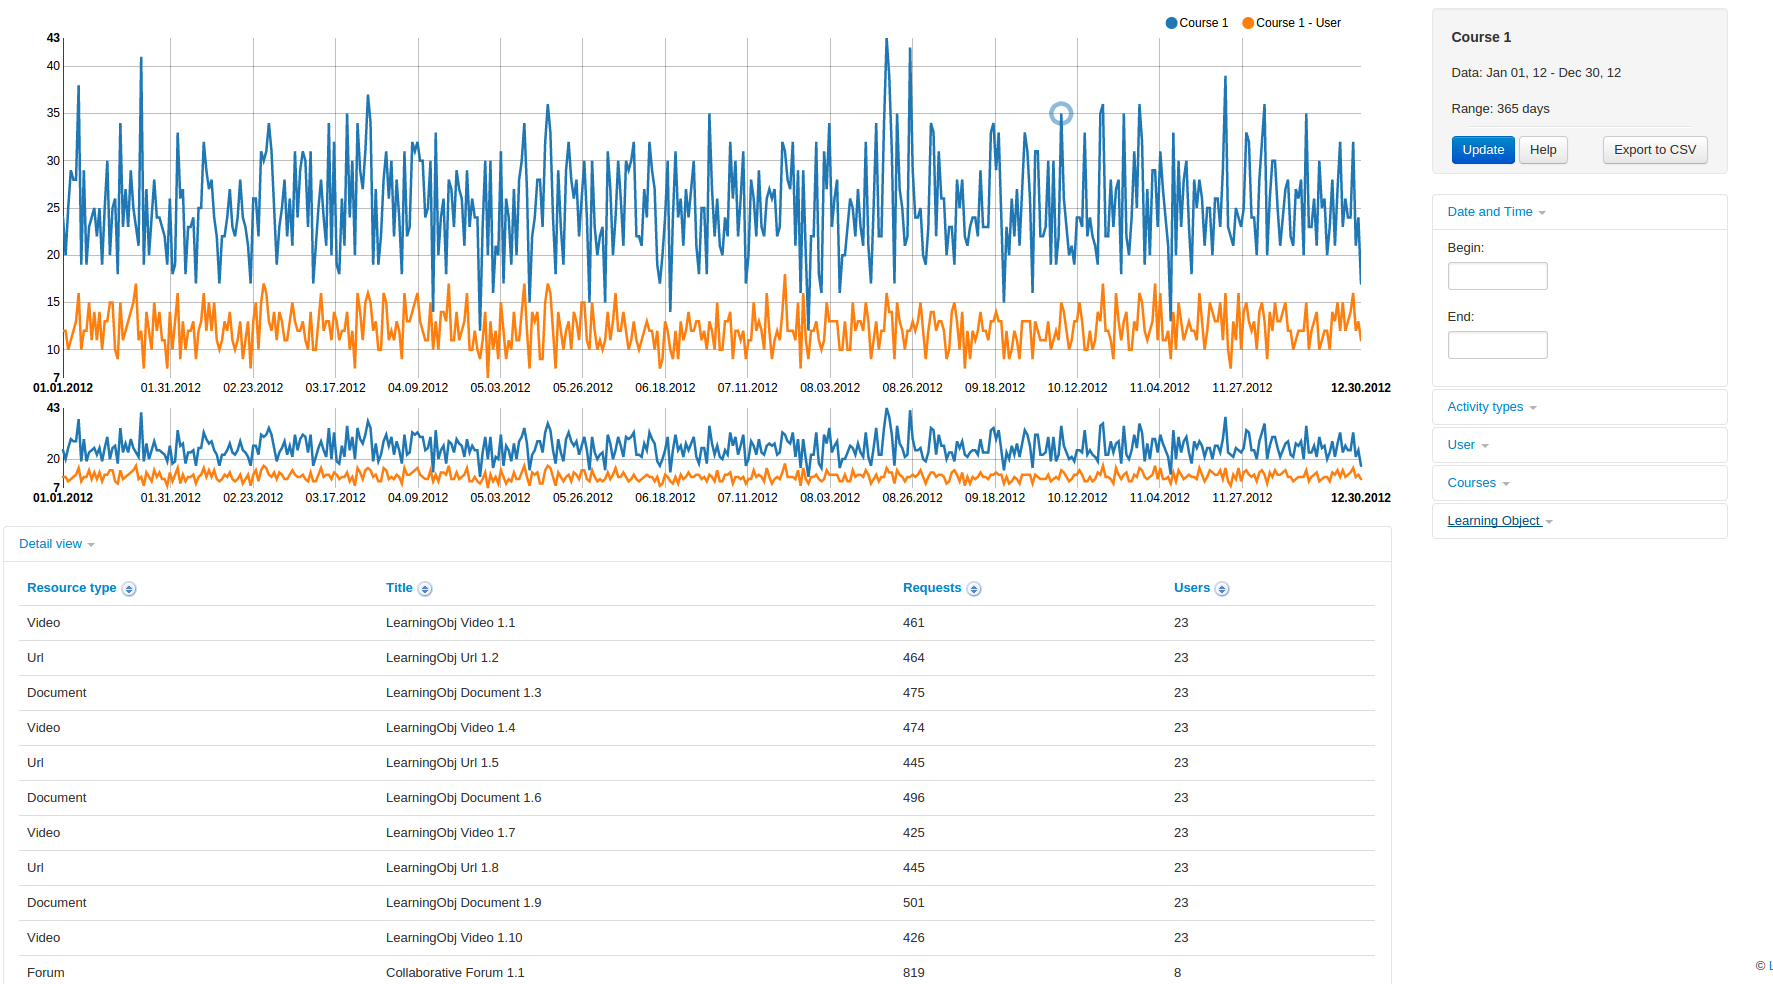 Course 1 Course 1 - User
43
40
35
30
25
20
15
10
7
01.01.2012 01.31.2012 02.23.2012 03.17.2012 04.09.2012 05.03.2012 05.26.2012 06.18.2012 07.11.2012 08.03.2012 08.26.2012 09.18.2012 10.12.2012 11.04.2012 11.27.2012 12.30.2012
43
20
7
01.01.2012 01.31.2012 02.23.2012 03.17.2012 04.09.2012 05.03.2012 05.26.2012 06.18.2012 07.11.2012 08.03.2012 08.26.2012 09.18.2012 10.12.2012 11.04.2012 11.27.2012 12.30.2012
Detail view
Resource type Title Requests Users
Video LearningObj Video 1.1 461 23
Url LearningObj Url 1.2 464 23
Document LearningObj Document 1.3 475 23
Video LearningObj Video 1.4 474 23
Url LearningObj Url 1.5 445 23
Document LearningObj Document 1.6 496 23
Video LearningObj Video 1.7 425 23
Url LearningObj Url 1.8 445 23
Document LearningObj Document 1.9 501 23
Video LearningObj Video 1.10 426 23
Forum Collaborative Forum 1.1 819 8
Course 1
Data: Jan 01, 12 - Dec 30, 12
Range: 365 days
Update Help Export to CSV
Date and Time
Begin:
End:
Activity types
User
Courses
Learning Object
©